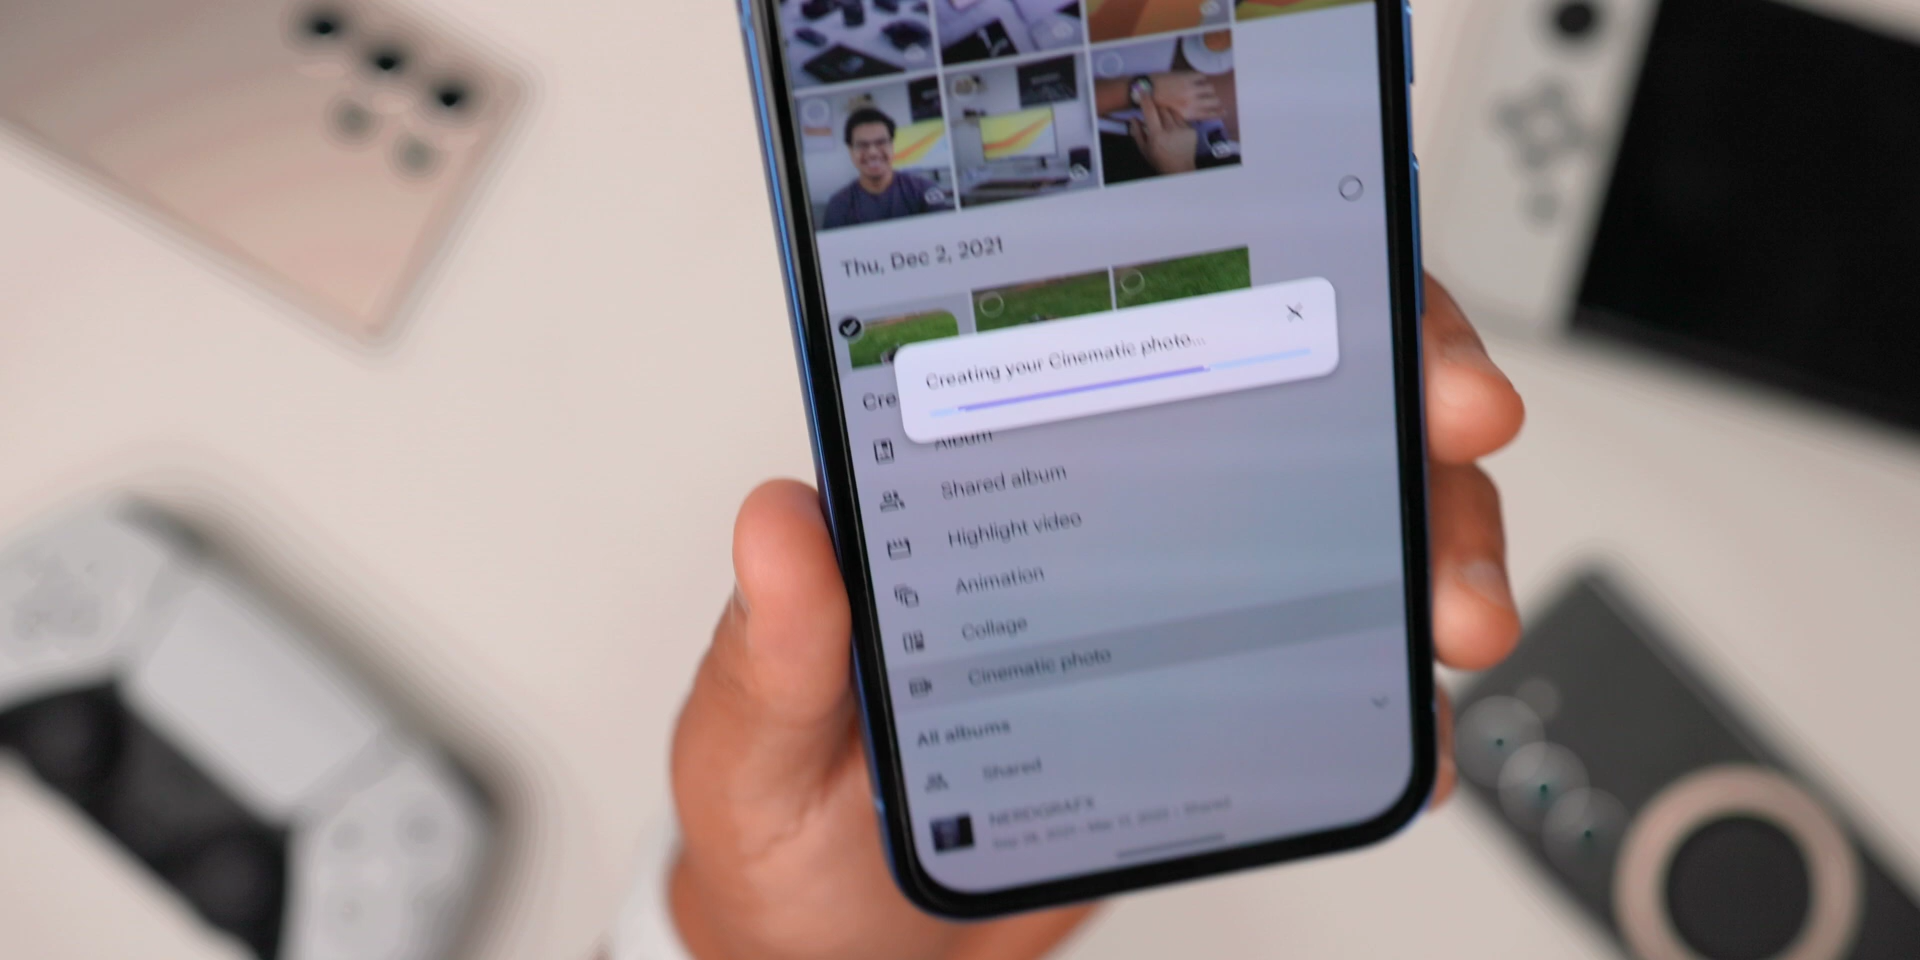 Thu, Dec 2, 2021
Creating your Cinematic photo...
Cre
Album
Shared album
Highlight video
Animation
Collage
Cinematic photo
All albums
Shared
NEROGRAFX